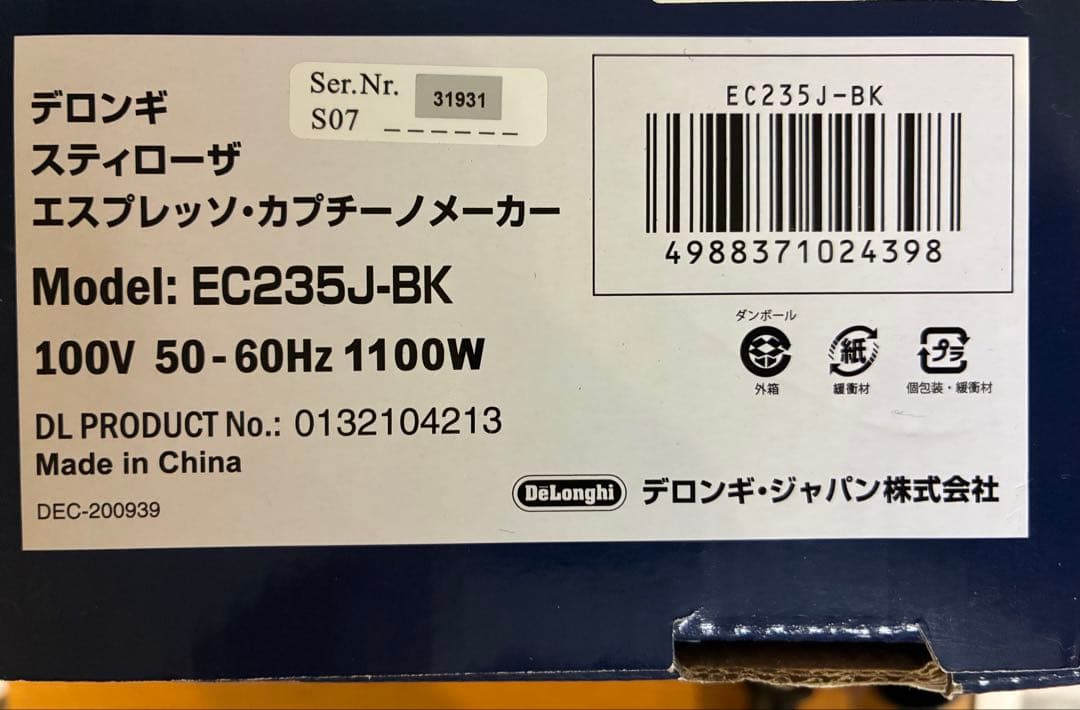 デロンギ
スティローザ
エスプレッソ・カプチーノメーカー
Model: EC235J-BK
100V 50-60Hz 1100W
DL PRODUCT No.: 0132104213
Made in China
DEC-200939
Ser.Nr. 31931
S07 _ _ _ _ _ _
EC235J-BK
4988371024398
ダンボール
外箱
紙
緩衝材
プラ
個包装・緩衝材
DeLonghi デロンギ・ジャパン株式会社